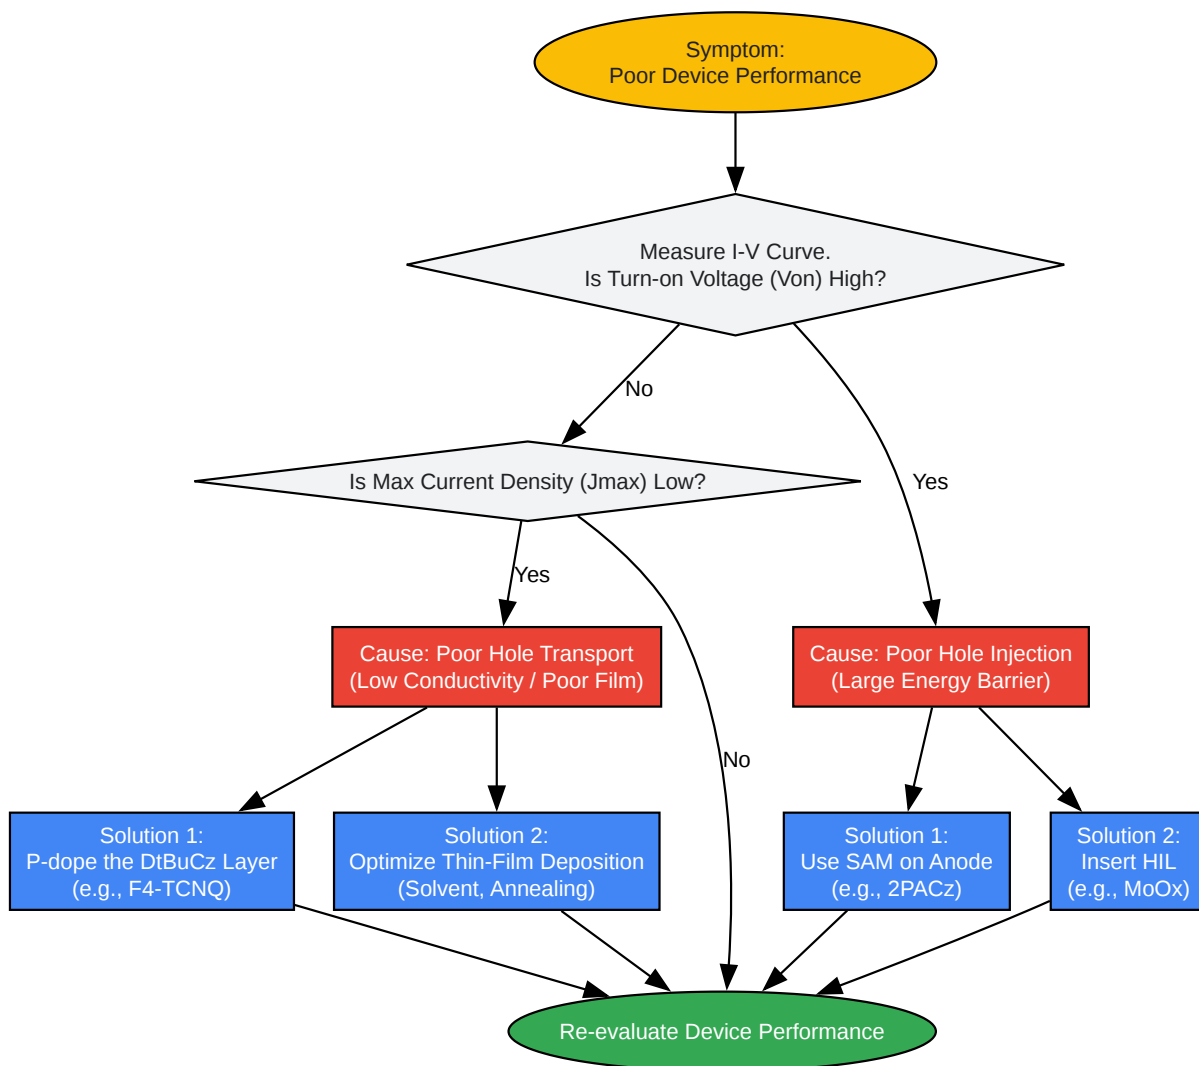 Symptom:
Poor Device Performance
Measure I-V Curve.
Is Turn-on Voltage (Von) High?
No
Yes
Is Max Current Density (Jmax) Low?
Yes
No
Cause: Poor Hole Transport
(Low Conductivity / Poor Film)
Cause: Poor Hole Injection
(Large Energy Barrier)
Solution 1:
P-dope the DtBuCz Layer
(e.g., F4-TCNQ)
Solution 2:
Optimize Thin-Film Deposition
(Solvent, Annealing)
Solution 1:
Use SAM on Anode
(e.g., 2PACz)
Solution 2:
Insert HIL
(e.g., MoOx)
Re-evaluate Device Performance